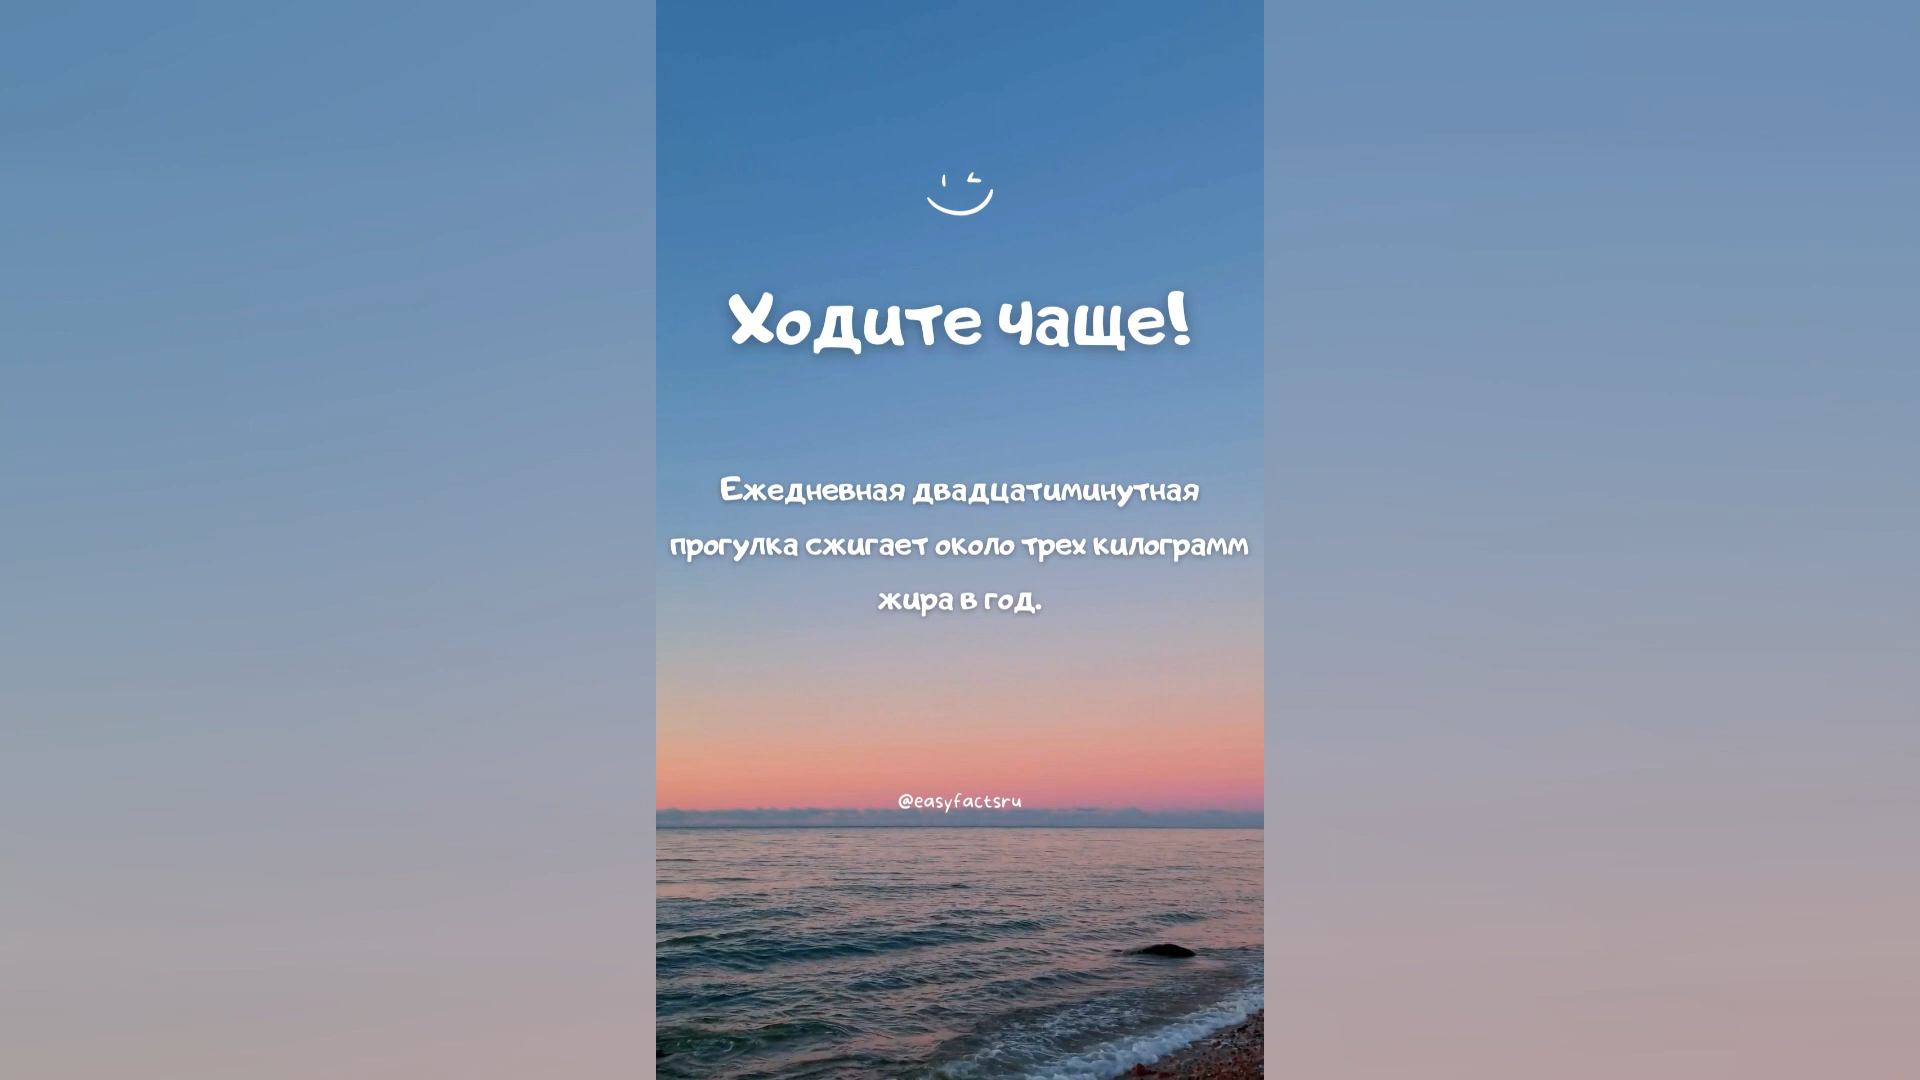 Ходите чаще!
Ежедневная двадцатиминутная
прогулка сжигает около трех килограмм
жира в год.
@easyfactsru